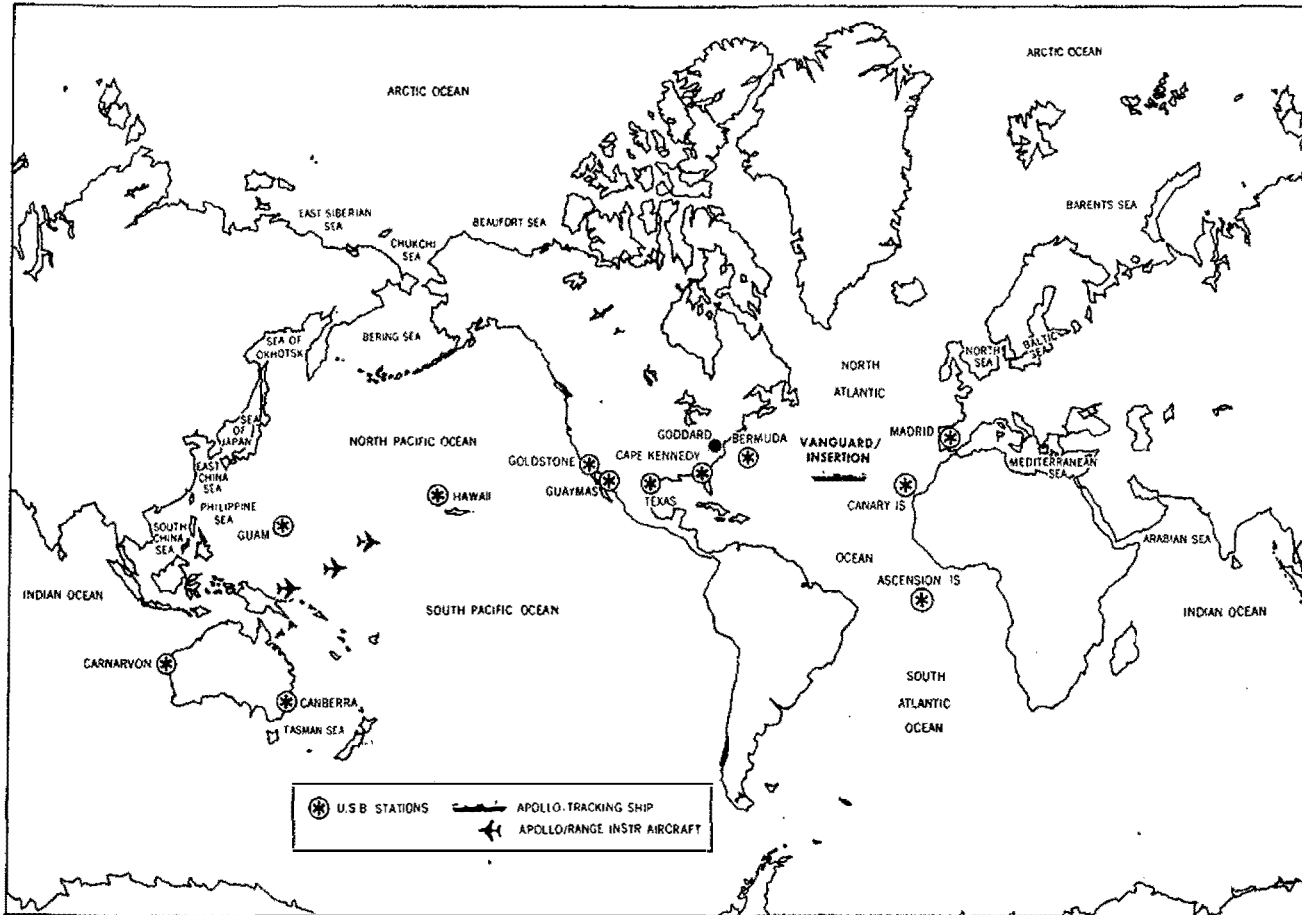 ARCTIC OCEAN
ARCTIC OCEAN
EAST SIBERIAN
SEA
CHUKCHI
SEA
BEAUFORT SEA
BARENTS SEA
SEA OF
OKHOTSK
BERING SEA
NORTH
SEA
BALTIC
SEA
NORTH
ATLANTIC
SEA
OF
JAPAN
NORTH PACIFIC OCEAN
GODDARD
BERMUDA
VANGUARD/
INSERTION
MADRID
EAST
CHINA
SEA
GOLDSTONE
CAPE KENNEDY
MEDITERRANEAN
SEA
PHILIPPINE
SEA
HAWAII
GUAYMAS
TEXAS
CANARY IS
SOUTH
CHINA
SEA
GUAM
ARABIAN SEA
OCEAN
INDIAN OCEAN
SOUTH PACIFIC OCEAN
ASCENSION IS
INDIAN OCEAN
CARNARVON
SOUTH
ATLANTIC
OCEAN
CANBERRA
TASMAN SEA
U.S.B STATIONS
APOLLO-TRACKING SHIP
APOLLO/RANGE INSTR AIRCRAFT